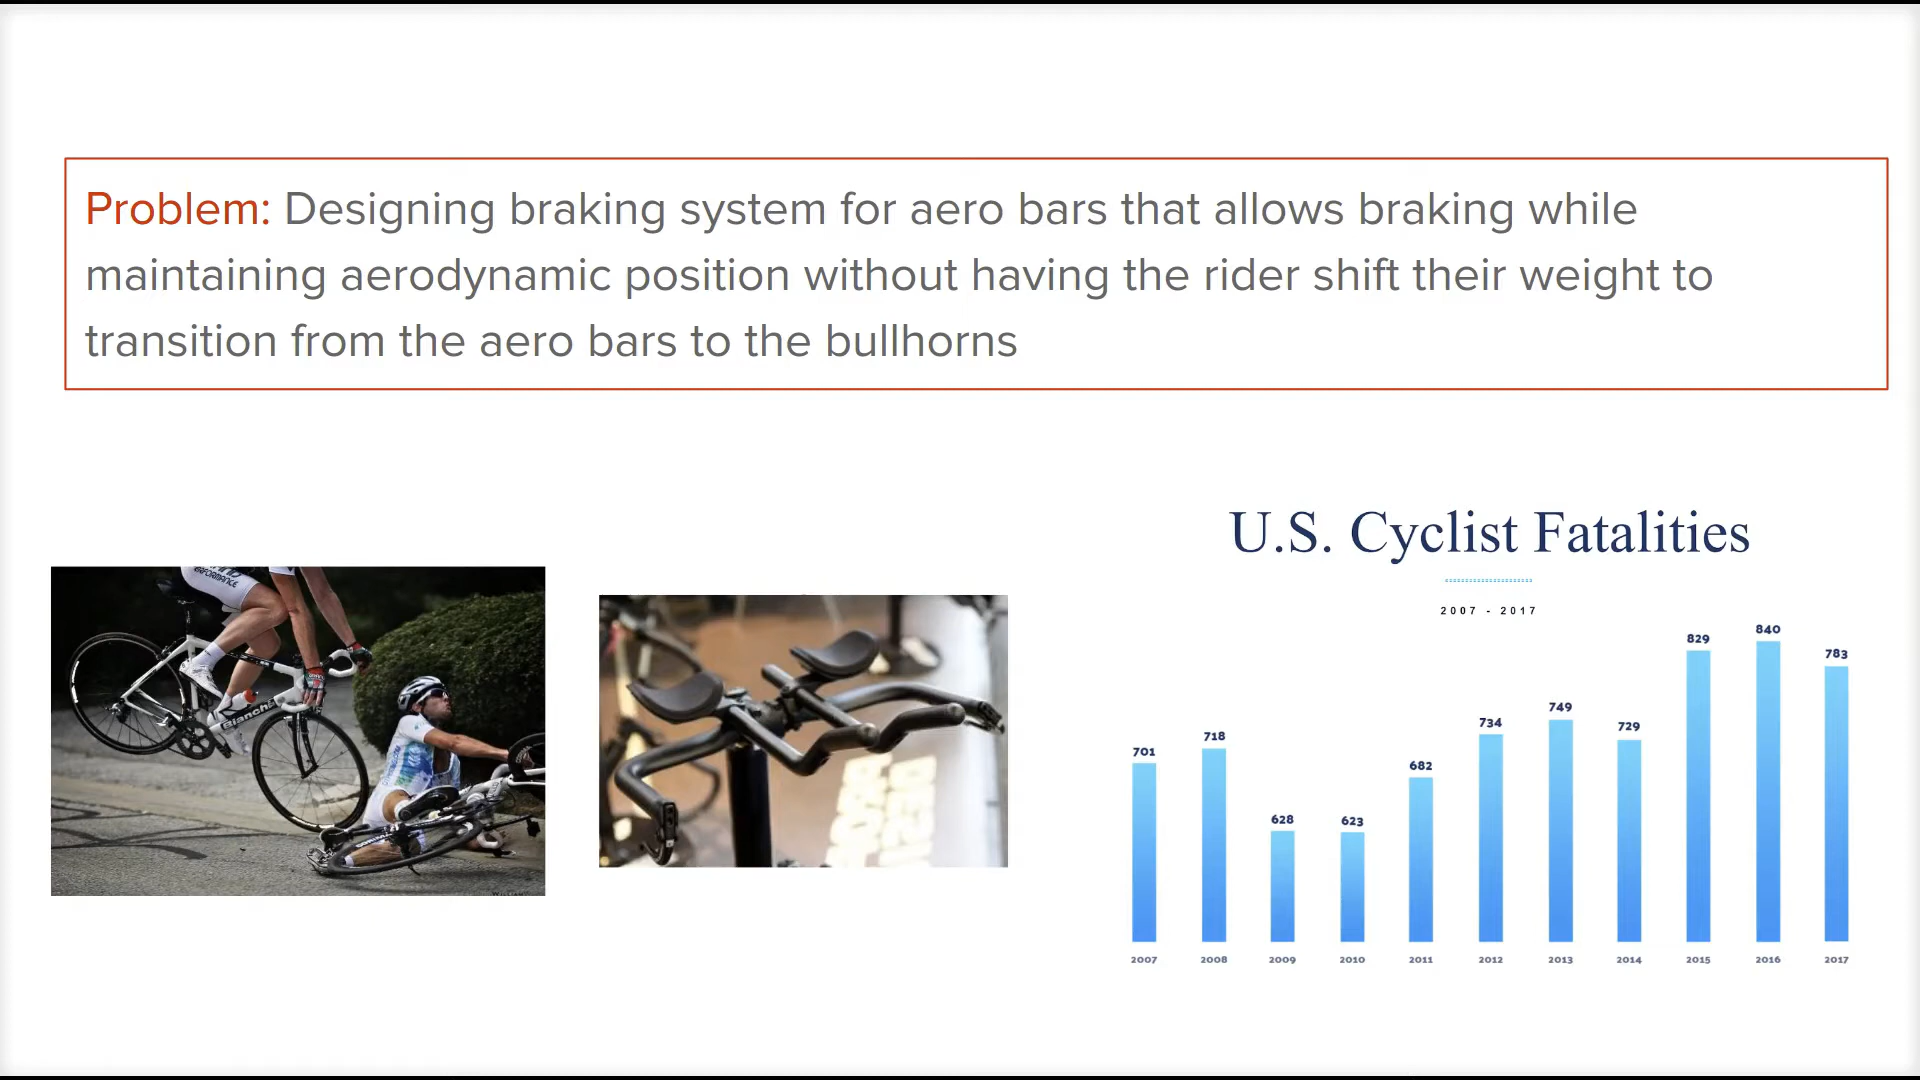 Problem: Designing braking system for aero bars that allows braking while
maintaining aerodynamic position without having the rider shift their weight to
transition from the aero bars to the bullhorns
U.S. Cyclist Fatalities
2007 - 2017
701
718
628
623
682
734
749
729
829
840
783
2007 2008 2009 2010 2011 2012 2013 2014 2015 2016 2017
Bianchi